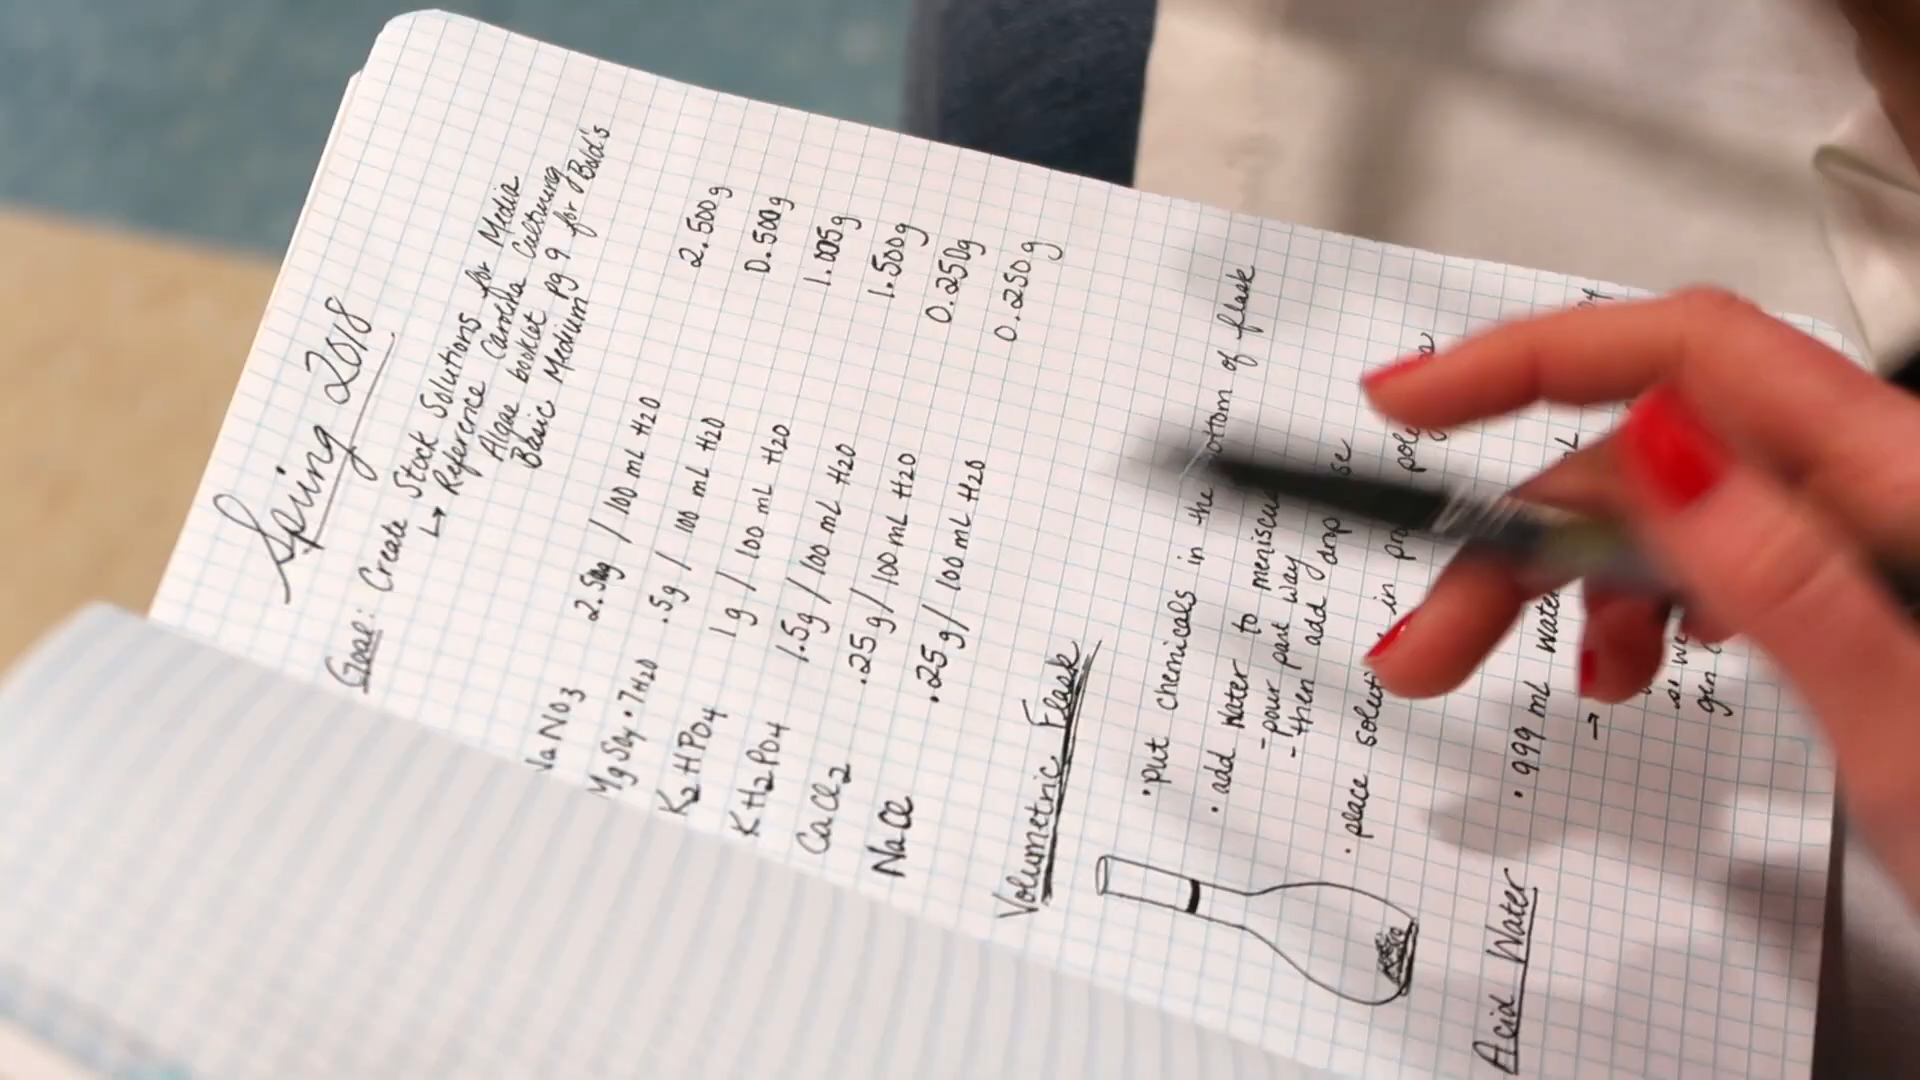 Spring 2018
Goal: Create Stock Solutions for Media
↳ Reference Carolina Culturing
Algae booklet pg 9 for Bold's
Basic Medium
NaNO3 2.50g / 100 mL H2O 2.500g
MgSO4•7H2O .5g / 100 mL H2O 0.500g
K2HPO4 1g / 100 mL H2O 1.005g
KH2PO4 1.5g / 100 mL H2O 1.500g
CaCl2 .25g / 100 mL H2O 0.250g
NaCl .25g / 100 mL H2O 0.250g
Volumetric Flask
• Put chemicals in the bottom of flask
• add water to
- pour part way
- then add drop
• place in
Acid Water
• 999 mL
→